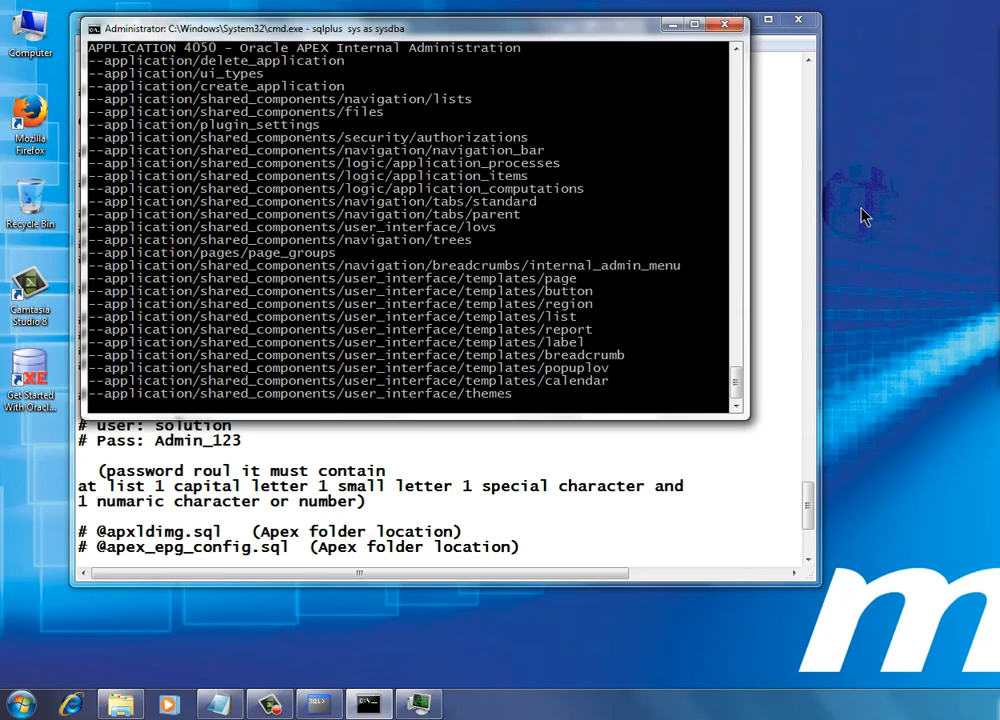 Administrator: C:\Windows\System32\cmd.exe - sqlplus  sys as sysdba
APPLICATION 4050 - Oracle APEX Internal Administration
--application/delete_application
--application/ui_types
--application/create_application
--application/shared_components/navigation/lists
--application/shared_components/files
--application/plugin_settings
--application/shared_components/security/authorizations
--application/shared_components/navigation/navigation_bar
--application/shared_components/logic/application_processes
--application/shared_components/logic/application_items
--application/shared_components/logic/application_computations
--application/shared_components/navigation/tabs/standard
--application/shared_components/navigation/tabs/parent
--application/shared_components/user_interface/lovs
--application/shared_components/navigation/trees
--application/pages/page_groups
--application/shared_components/navigation/breadcrumbs/internal_admin_menu
--application/shared_components/user_interface/templates/page
--application/shared_components/user_interface/templates/button
--application/shared_components/user_interface/templates/region
--application/shared_components/user_interface/templates/list
--application/shared_components/user_interface/templates/report
--application/shared_components/user_interface/templates/label
--application/shared_components/user_interface/templates/breadcrumb
--application/shared_components/user_interface/templates/popuplov
--application/shared_components/user_interface/templates/calendar
--application/shared_components/user_interface/themes
# user: solution
# Pass: Admin_123
(password roul it must contain
at list 1 capital letter 1 small letter 1 special character and
1 numaric character or number)
# @apxldimg.sql   (Apex folder location)
# @apex_epg_config.sql  (Apex folder location)
Computer
Mozilla
Firefox
Recycle Bin
Camtasia
Studio 8
XE
Get Started
With Oracl...
m